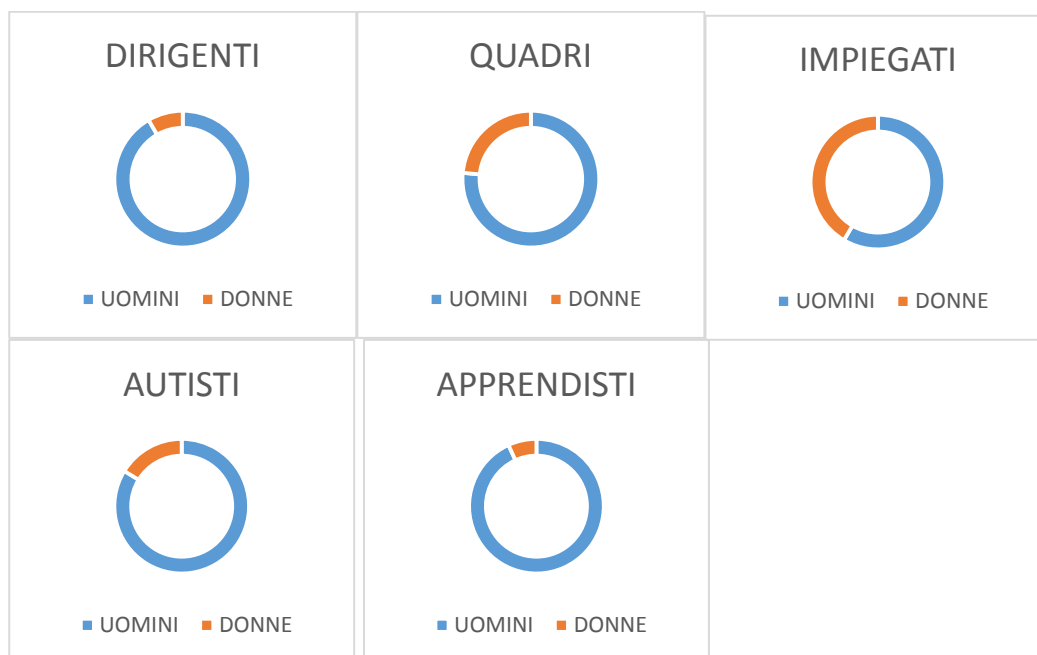 DIRIGENTI
UOMINI DONNE
QUADRI
UOMINI DONNE
IMPIEGATI
UOMINI DONNE
AUTISTI
UOMINI DONNE
APPRENDISTI
UOMINI DONNE